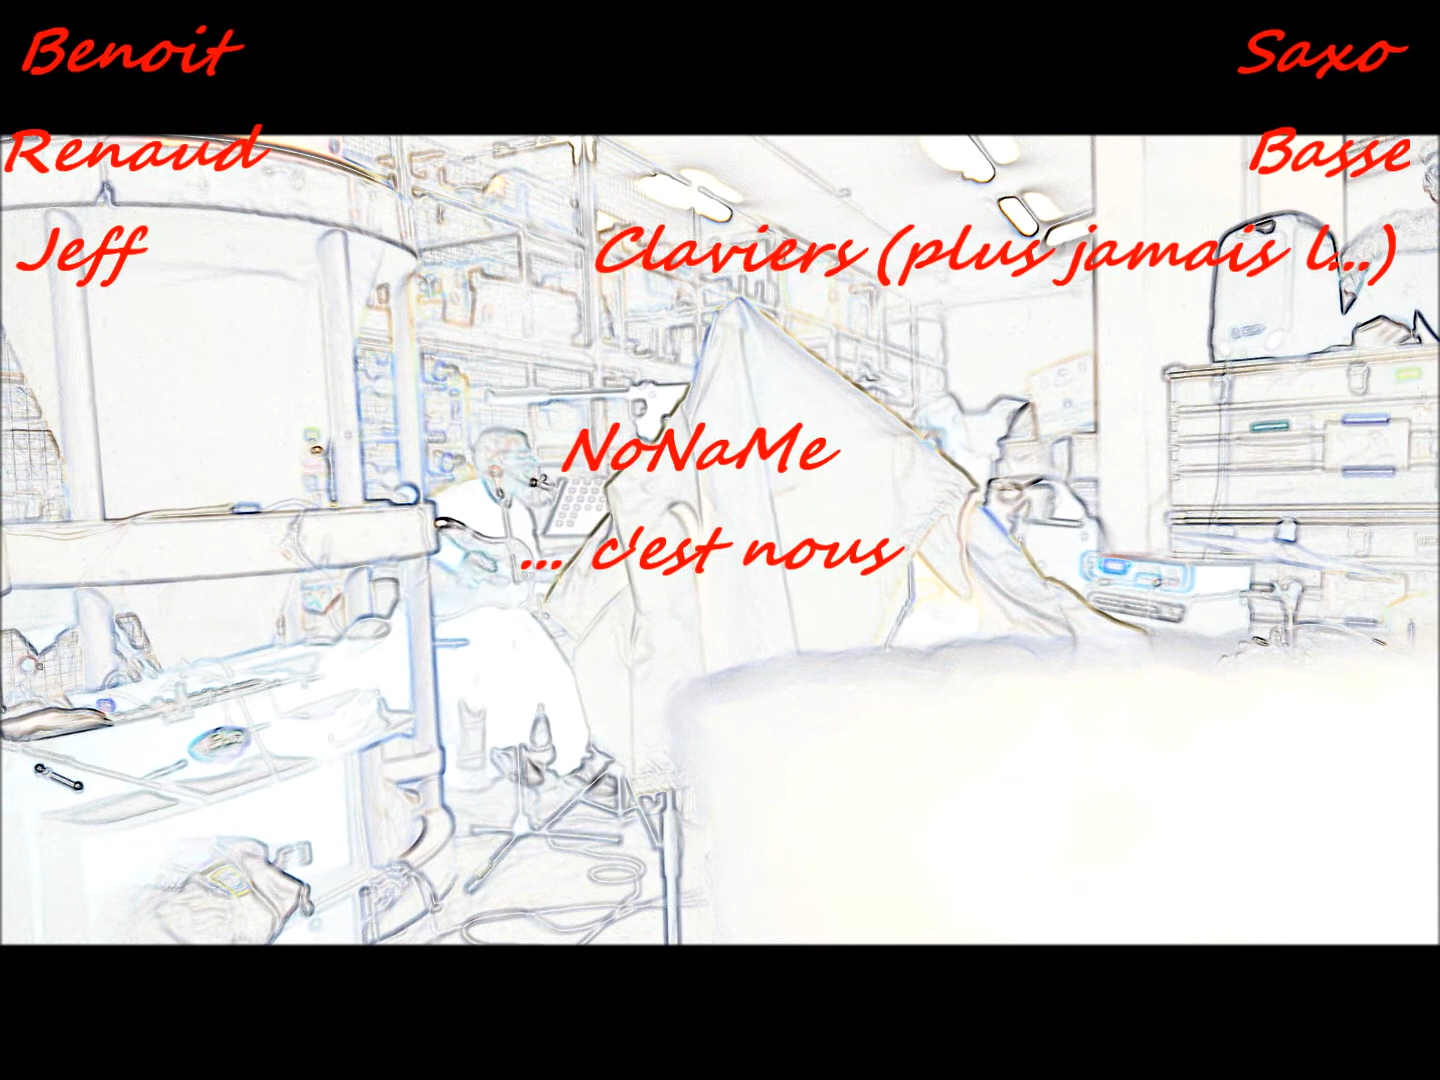 Benoit Saxo
Renaud Basse
Jeff Claviers (plus jamais l...)
NoNaMe
... c'est nous